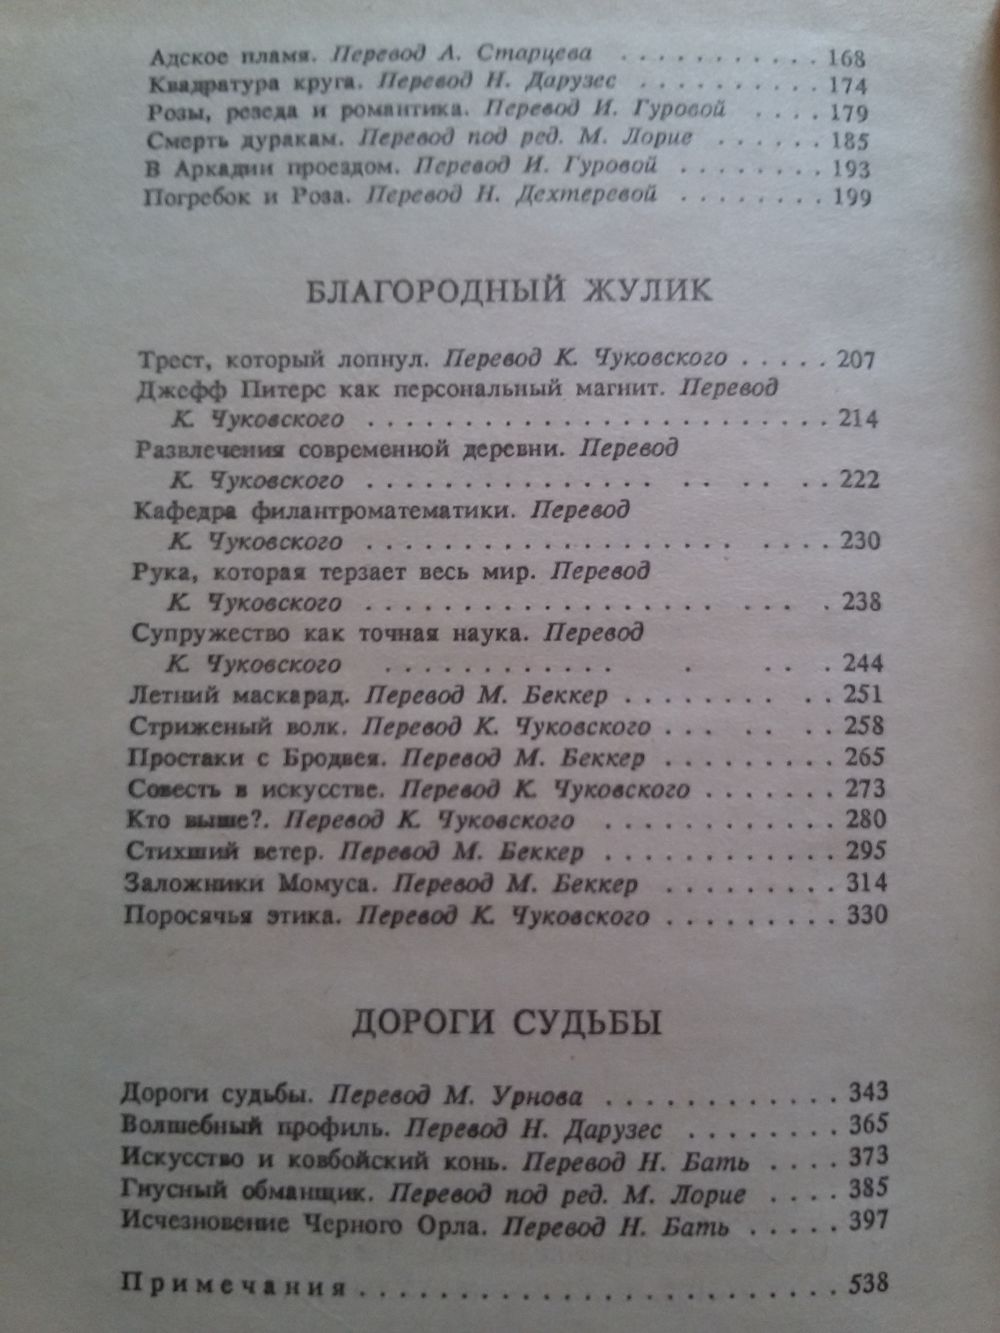 Адское пламя. Перевод А. Старцева . . . . . . . . . . . 168
Квадратура круга. Перевод Н. Дарузес . . . . . . . . . . 174
Розы, резеда и романтика. Перевод И. Гуровой . . . . 179
Смерть дуракам. Перевод под ред. М. Лорие . . . . . . 185
В Аркадии проездом. Перевод И. Гуровой . . . . . . . . 193
Погребок и Роза. Перевод Н. Дехтеревой . . . . . . . . 199
БЛАГОРОДНЫЙ ЖУЛИК
Трест, который лопнул. Перевод К. Чуковского . . . . . 207
Джефф Питерс как персональный магнит. Перевод
К. Чуковского . . . . . . . . . . . . . . . . . . . . . . . . 214
Развлечения современной деревни. Перевод
К. Чуковского . . . . . . . . . . . . . . . . . . . . . . 222
Кафедра филантроматематики. Перевод
К. Чуковского . . . . . . . . . . . . . . . . . . . . . . . 230
Рука, которая терзает весь мир. Перевод
К. Чуковского . . . . . . . . . . . . . . . . . . . . . . 238
Супружество как точная наука. Перевод
К. Чуковского . . . . . . . . . . . . . . . . 244
Летний маскарад. Перевод М. Беккер . . . . . . . . . . 251
Стриженый волк. Перевод К. Чуковского . . . . . . . 258
Простаки с Бродвея. Перевод М. Беккер . . . . . . . . . 265
Совесть в искусстве. Перевод К. Чуковского . . . . . . . 273
Кто выше?. Перевод К. Чуковского . . . . . . . . . . . . 280
Стихший ветер. Перевод М. Беккер . . . . . . . . . . . . 295
Заложники Момуса. Перевод М. Беккер . . . . . . . . . 314
Поросячья этика. Перевод К. Чуковского . . . . . . . . . 330
ДОРОГИ СУДЬБЫ
Дороги судьбы. Перевод М. Урнова . . . . . . . . . . . . 343
Волшебный профиль. Перевод Н. Дарузес . . . . . . . . 365
Искусство и ковбойский конь. Перевод Н. Бать . . . . 373
Гнусный обманщик. Перевод под ред. М. Лорие . . . . 385
Исчезновение Черного Орла. Перевод Н. Бать . . . . . 397
Примечания . . . . . . . . . . . . . . . . . . . . . . . . . 538